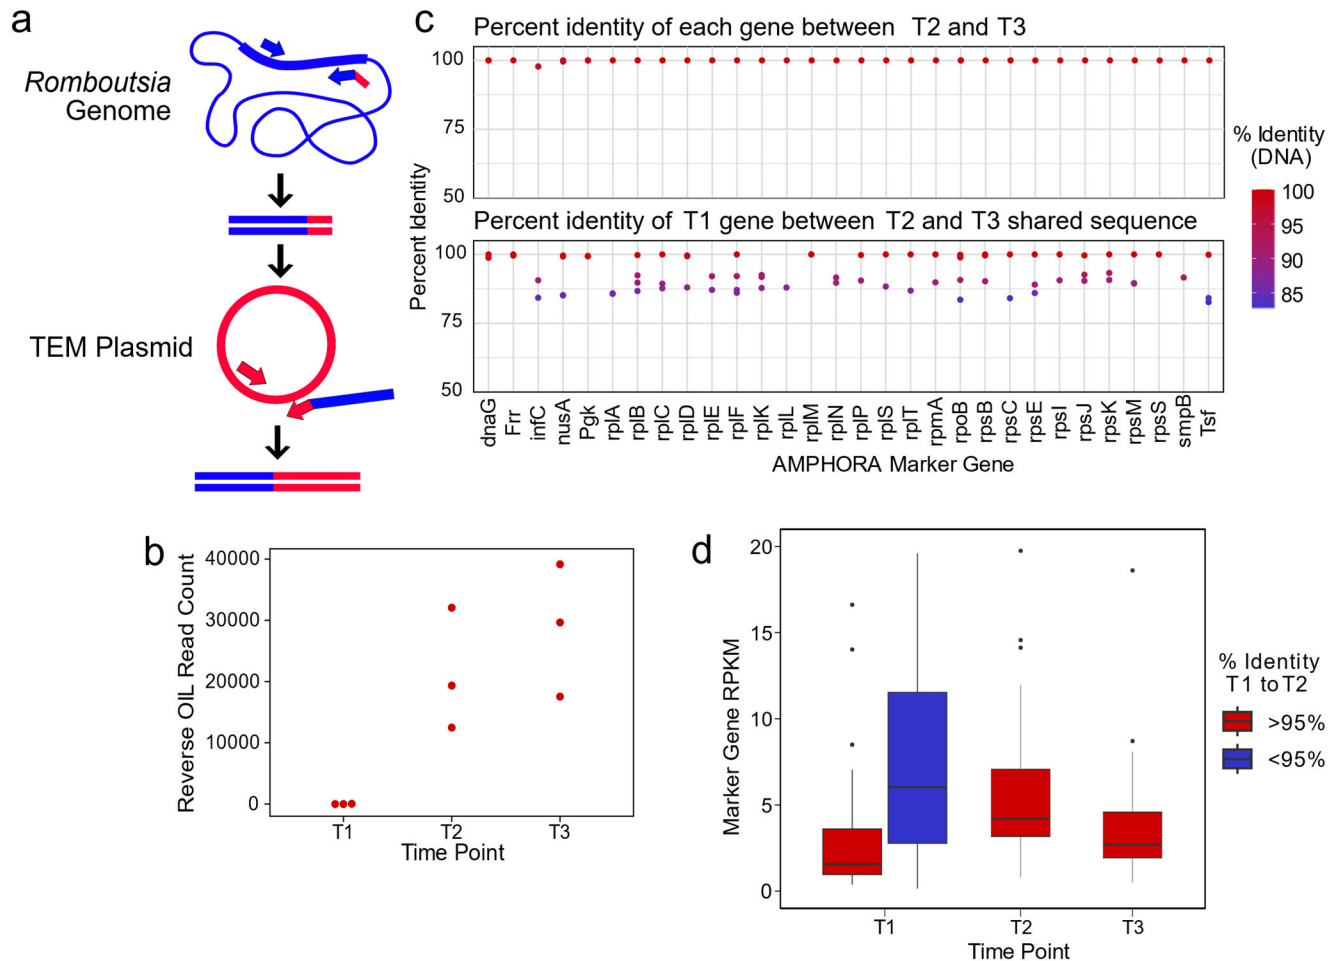 a
Romboutsia
Genome
TEM Plasmid
c
Percent identity of each gene between T2 and T3
100
75
50
Percent identity of T1 gene between T2 and T3 shared sequence
100
75
50
Percent Identity
dnaG
Frr
infC
nusA
Pgk
rplA
rplB
rplC
rplD
rplE
rplF
rplK
rplL
rplM
rplN
rplP
rplS
rplT
rpmA
rpoB
rpsB
rpsC
rpsE
rpsI
rpsJ
rpsK
rpsM
rpsS
smpB
Tsf
AMPHORA Marker Gene
% Identity
(DNA)
100
95
90
85
b
Reverse OIL Read Count
40000
30000
20000
10000
0
T1
T2
T3
Time Point
d
Marker Gene RPKM
20
15
10
5
0
T1
T2
T3
Time Point
% Identity
T1 to T2
>95%
<95%